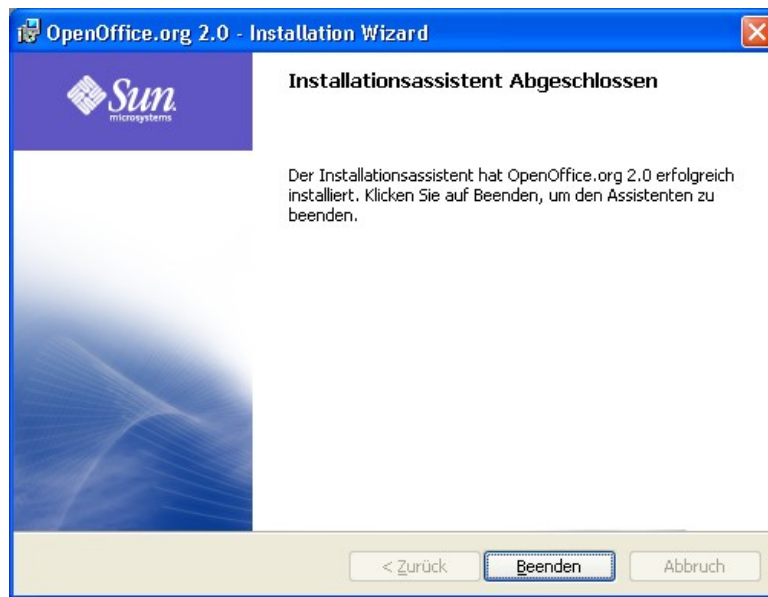 OpenOffice.org 2.0 - Installation Wizard
Sun
microsystems
Installationsassistent Abgeschlossen
Der Installationsassistent hat OpenOffice.org 2.0 erfolgreich
installiert. Klicken Sie auf Beenden, um den Assistenten zu
beenden.
< Zurück
Beenden
Abbruch